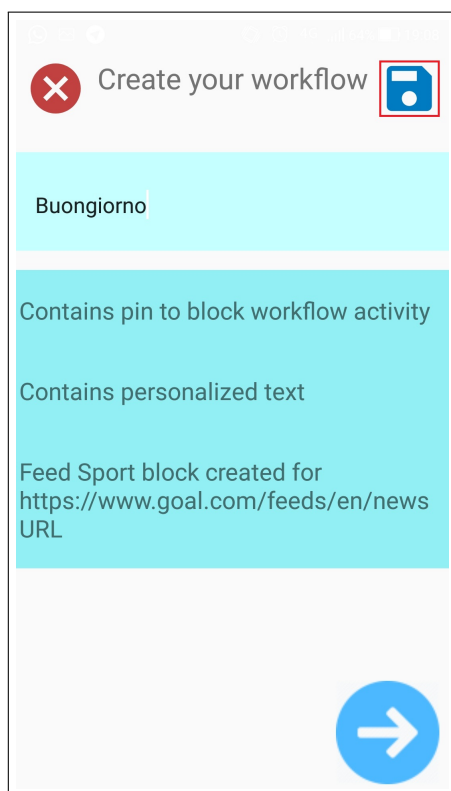 Create your workflow
Buongiorno
Contains pin to block workflow activity
Contains personalized text
Feed Sport block created for
https://www.goal.com/feeds/en/news
URL